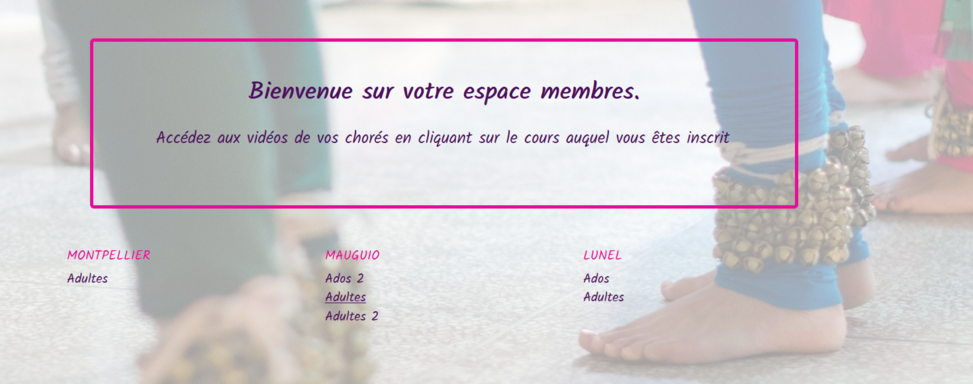 Bienvenue sur votre espace membres.
Accédez aux vidéos de vos chorés en cliquant sur le cours auquel vous êtes inscrit
MONTPELLIER
Adultes
MAUGUIO
Ados 2
Adultes
Adultes 2
LUNEL
Ados
Adultes